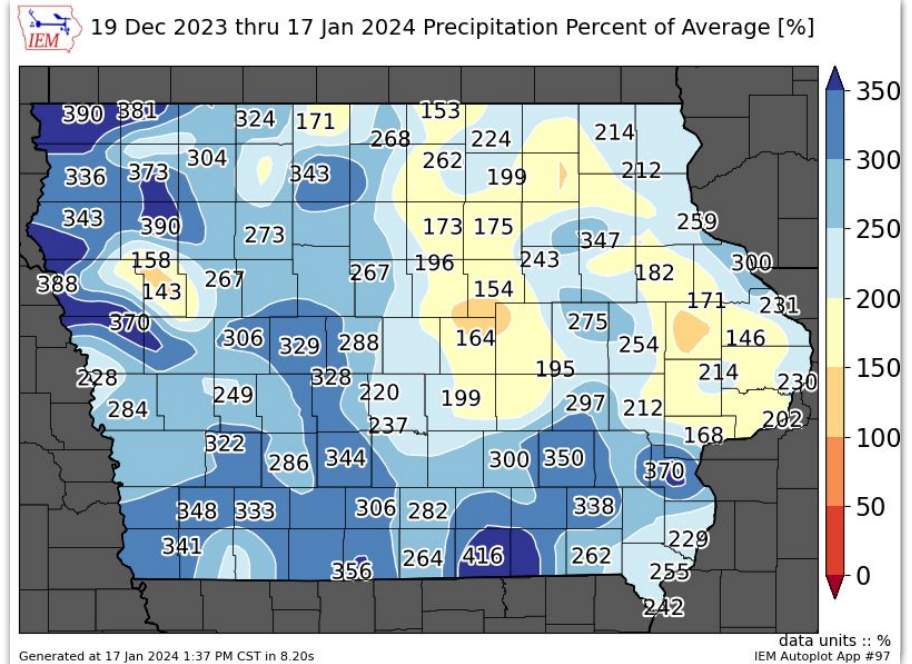 IEM
19 Dec 2023 thru 17 Jan 2024 Precipitation Percent of Average [%]
390 381 324 171 153
268 224 214
304 262
336 373 343 199 212
343 390 273 173 175 347 259
158 267 267 196 243 182 300
388 143 154 171 231
370 306 329 288 164 275 254 146
228 328 195 214 230
284 249 220 199 297 212 202
237 168
322 286 344 300 350 370
348 333 306 282 338
341 356 264 416 262 229
255
242
350
300
250
200
150
100
50
0
data units :: %
Generated at 17 Jan 2024 1:37 PM CST in 8.20s
IEM Autoplot App #97